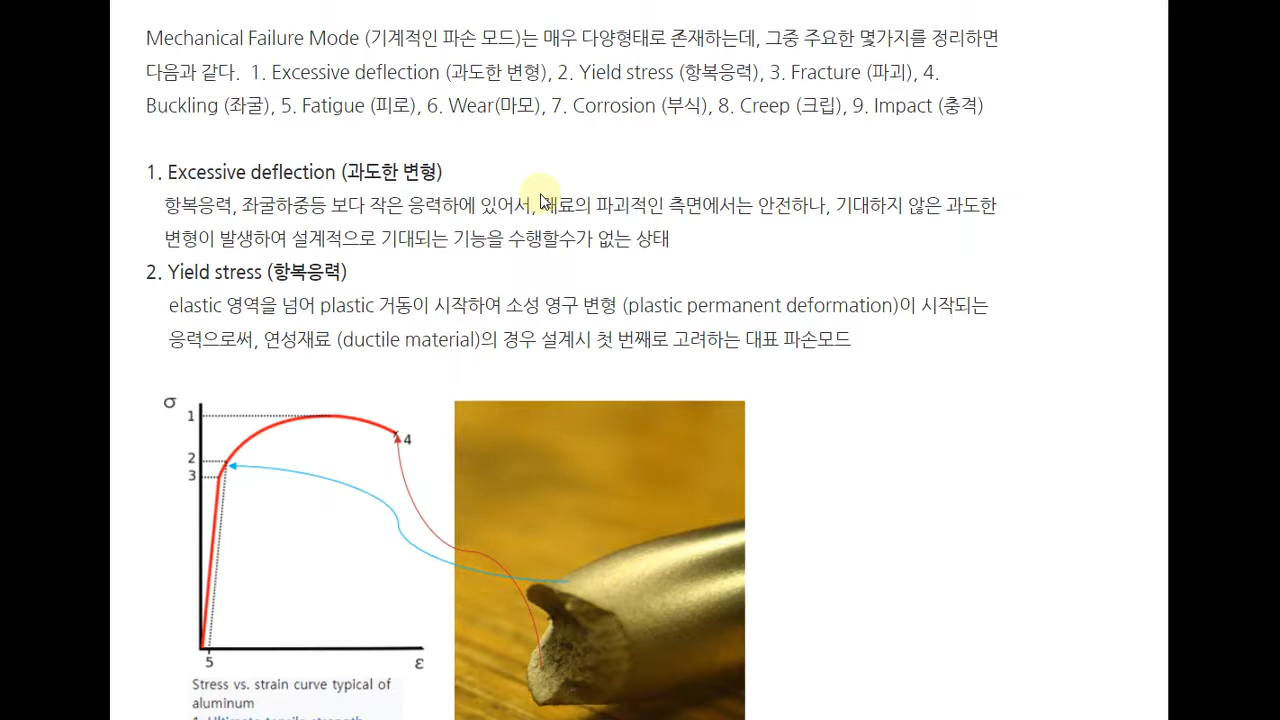 Mechanical Failure Mode (기계적인 파손 모드)는 매우 다양형태로 존재하는데, 그중 주요한 몇가지를 정리하면
다음과 같다. 1. Excessive deflection (과도한 변형), 2. Yield stress (항복응력), 3. Fracture (파괴), 4.
Buckling (좌굴), 5. Fatigue (피로), 6. Wear(마모), 7. Corrosion (부식), 8. Creep (크립), 9. Impact (충격)
1. Excessive deflection (과도한 변형)
항복응력, 좌굴하중등 보다 작은 응력하에 있어서, 재료의 파괴적인 측면에서는 안전하나, 기대하지 않은 과도한
변형이 발생하여 설계적으로 기대되는 기능을 수행할수가 없는 상태
2. Yield stress (항복응력)
elastic 영역을 넘어 plastic 거동이 시작하여 소성 영구 변형 (plastic permanent deformation)이 시작되는
응력으로써, 연성재료 (ductile material)의 경우 설계시 첫 번째로 고려하는 대표 파손모드
σ
1
4
2
3
5
ε
Stress vs. strain curve typical of
aluminum
1. Ultimate tensile strength